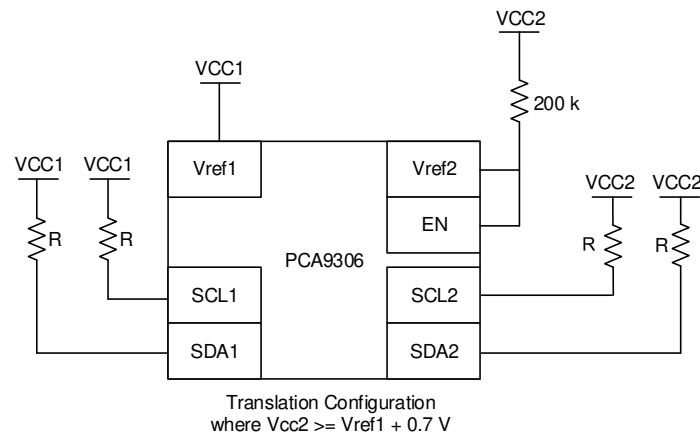 VCC2
VCC1
200 k
VCC1
VCC1
Vref1
Vref2
VCC2
VCC2
EN
R
R
R
R
PCA9306
SCL1
SCL2
SDA1
SDA2
Translation Configuration
where Vcc2 >= Vref1 + 0.7 V